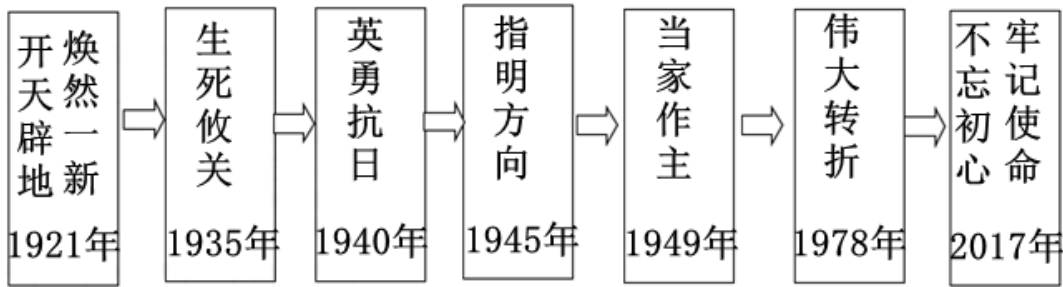 开天辟地
焕然一新
1921年
生死攸关
1935年
英勇抗日
1940年
指明方向
1945年
当家作主
1949年
伟大转折
1978年
不忘初心
牢记使命
2017年